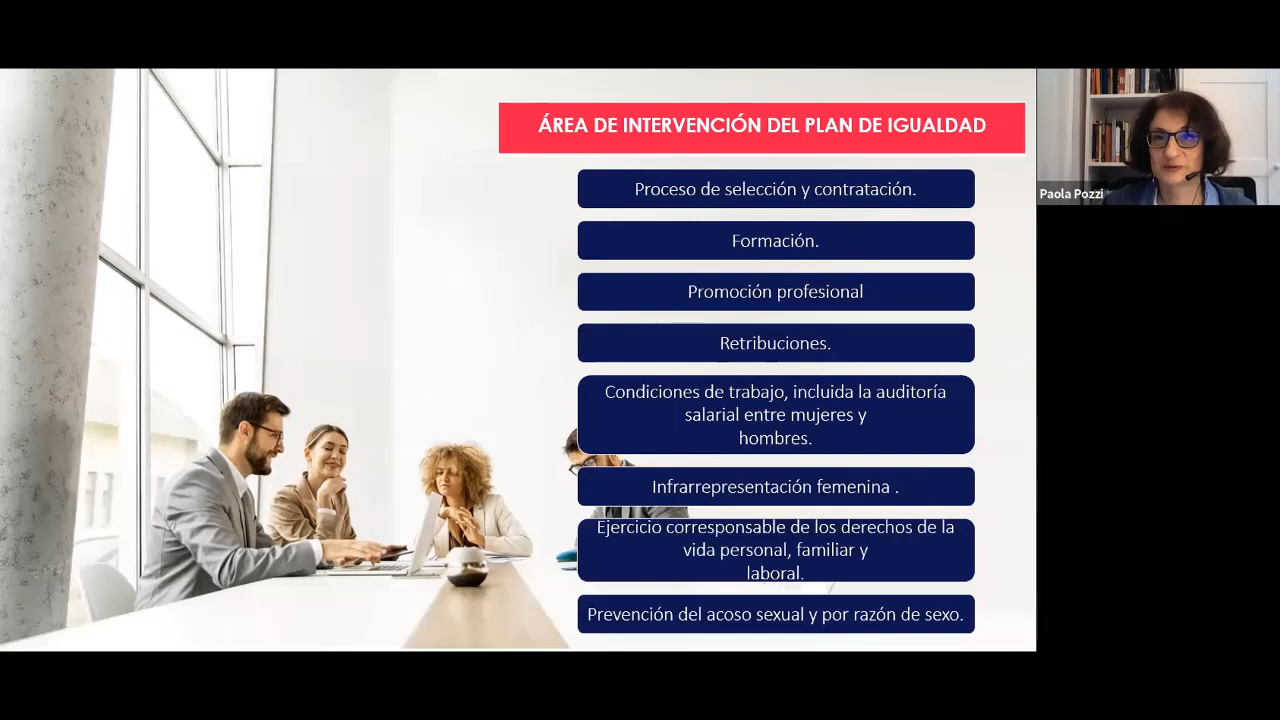 ÁREA DE INTERVENCIÓN DEL PLAN DE IGUALDAD
Proceso de selección y contratación.
Formación.
Promoción profesional
Retribuciones.
Condiciones de trabajo, incluida la auditoría
salarial entre mujeres y
hombres.
Infrarrepresentación femenina .
Ejercicio corresponsable de los derechos de la
vida personal, familiar y
laboral.
Prevención del acoso sexual y por razón de sexo.
Paola Pozzi